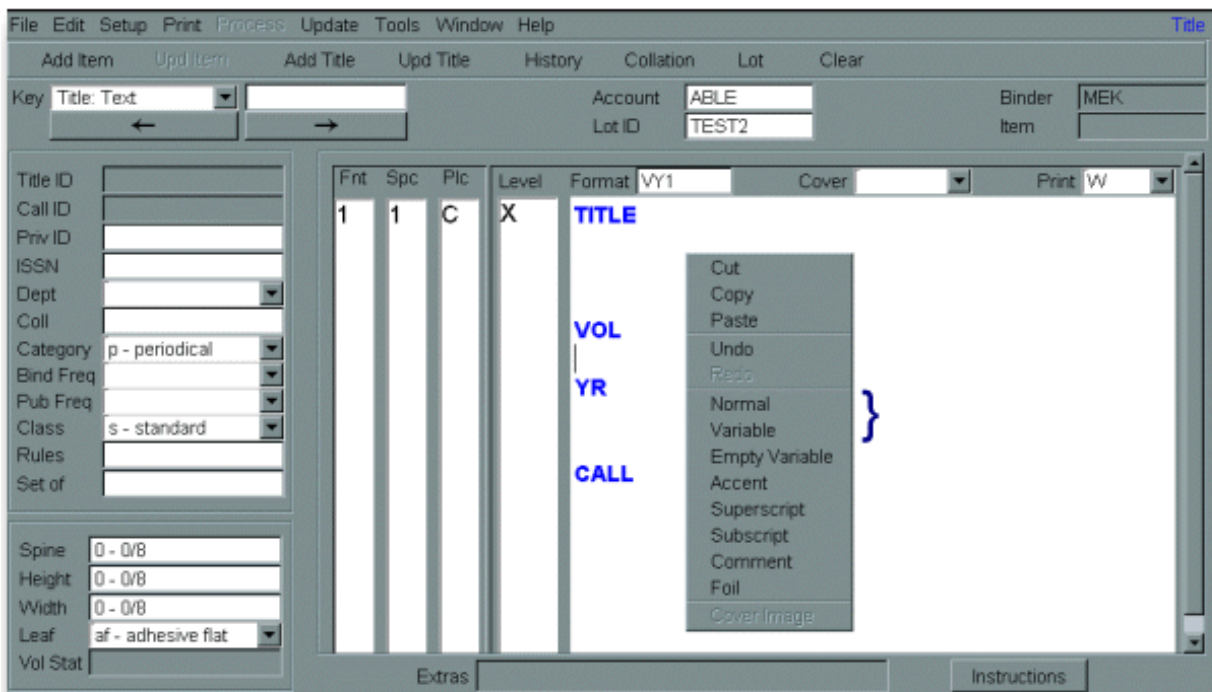 File Edit Setup Print Process Update Tools Window Help Title
Add Item Upd Item Add Title Upd Title History Collation Lot Clear
Key Title: Text Account ABLE Binder MEK
← → Lot ID TEST2 Item
Title ID
Call ID
Priv ID
ISSN
Dept
Coll
Category p - periodical
Bind Freq
Pub Freq
Class s - standard
Rules
Set of
Spine 0 - 0/8
Height 0 - 0/8
Width 0 - 0/8
Leaf af - adhesive flat
Vol Stat
Fnt Spc Plc Level Format VY1 Cover Print W
1 1 C X TITLE
VOL
YR
CALL
Cut
Copy
Paste
Undo
Redo
Normal
Variable
Empty Variable
Accent
Superscript
Subscript
Comment
Foil
Cover Image
}
Extras Instructions